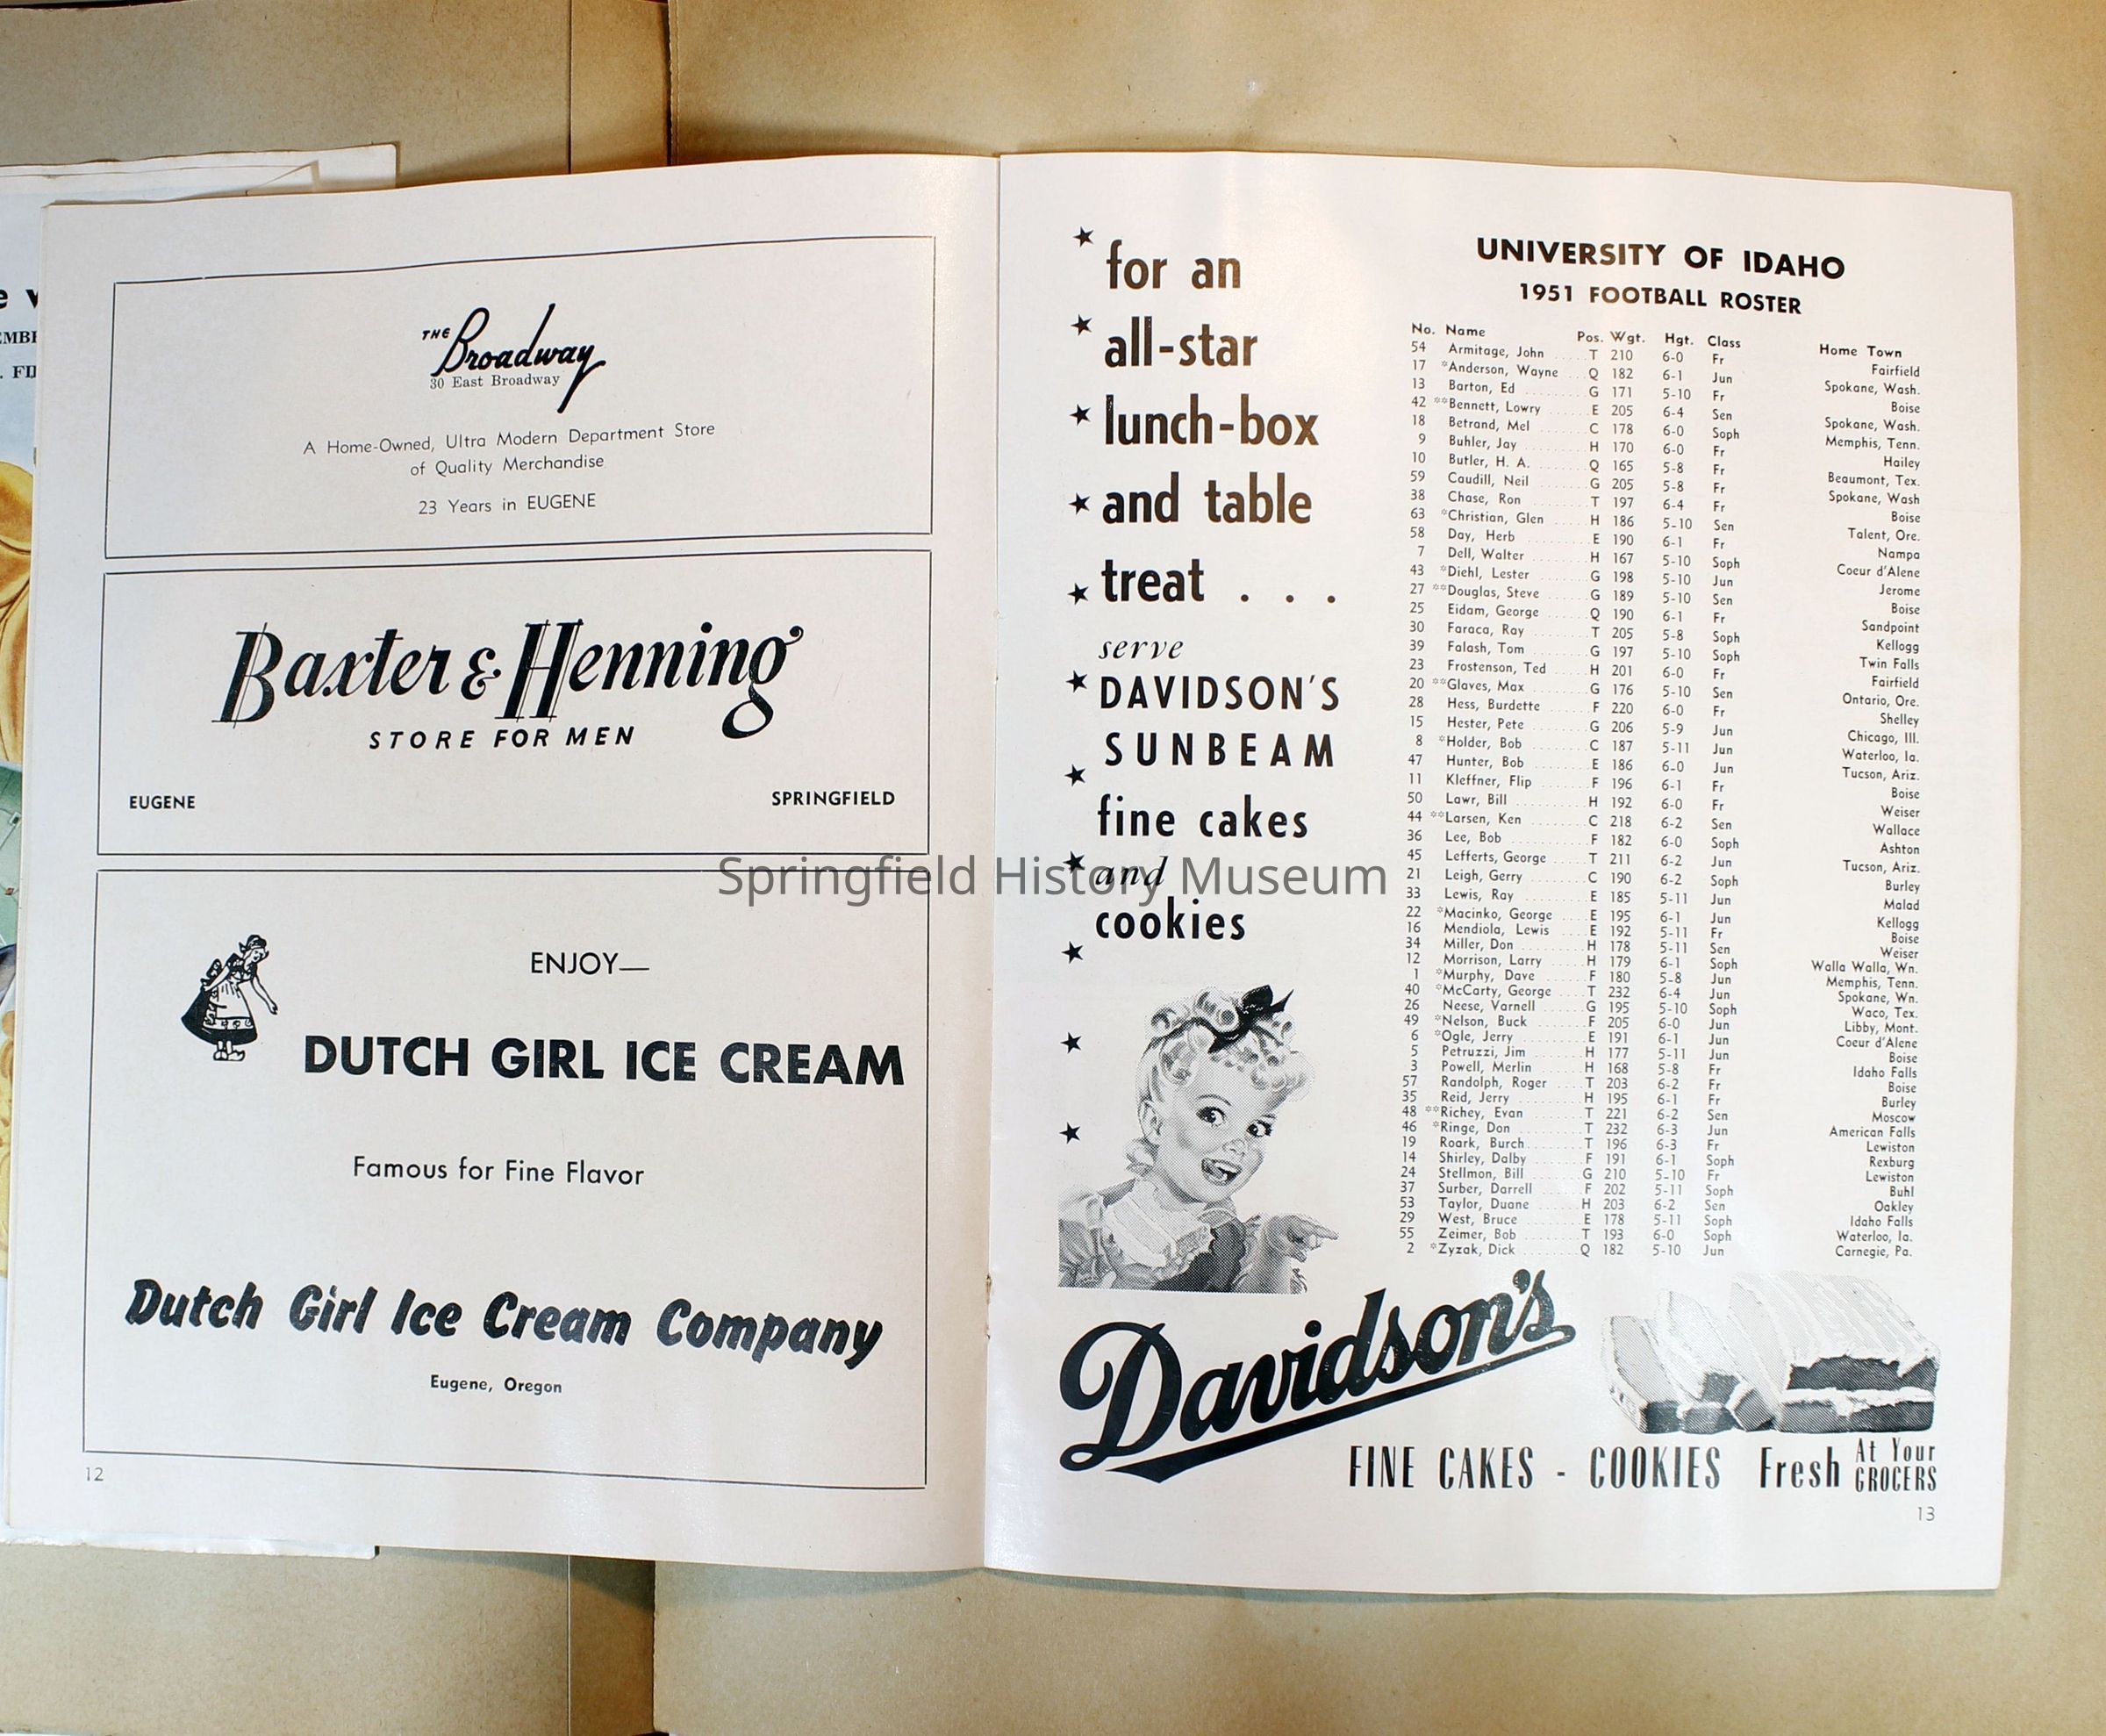 e v
EMBE
. FI
THE Broadway
30 East Broadway
A Home-Owned, Ultra Modern Department Store
of Quality Merchandise
23 Years in EUGENE
Baxter & Henning
STORE FOR MEN
EUGENE SPRINGFIELD
ENJOY—
DUTCH GIRL ICE CREAM
Famous for Fine Flavor
Dutch Girl Ice Cream Company
Eugene, Oregon
12
for an
all-star
lunch-box
and table
treat . . .
serve
DAVIDSON'S
SUNBEAM
fine cakes
and
cookies
UNIVERSITY OF IDAHO
1951 FOOTBALL ROSTER
No. Name Pos. Wgt. Hgt. Class Home Town
54 Armitage, John T 210 6-0 Fr Fairfield
17 *Anderson, Wayne Q 182 6-1 Jun Spokane, Wash.
13 Barton, Ed G 171 5-10 Fr Boise
42 **Bennett, Lowry E 205 6-4 Sen Spokane, Wash.
18 Betrand, Mel C 178 6-0 Soph Memphis, Tenn.
9 Buhler, Jay H 170 6-0 Fr Hailey
10 Butler, H. A. Q 165 5-8 Fr Beaumont, Tex.
59 Caudill, Neil G 205 5-8 Fr Spokane, Wash
38 Chase, Ron T 197 6-4 Fr Boise
63 *Christian, Glen H 186 5-10 Sen Talent, Ore.
58 Day, Herb E 190 6-1 Fr Nampa
7 Dell, Walter H 167 5-10 Soph Coeur d'Alene
43 *Diehl, Lester G 198 5-10 Jun Jerome
27 **Douglas, Steve G 189 5-10 Sen Boise
25 Eidam, George Q 190 6-1 Fr Sandpoint
30 Faraca, Ray T 205 5-8 Soph Kellogg
39 Falash, Tom G 197 5-10 Soph Twin Falls
23 Frostenson, Ted H 201 6-0 Fr Fairfield
20 **Glaves, Max G 176 5-10 Sen Ontario, Ore.
28 Hess, Burdette F 220 6-0 Fr Shelley
15 Hester, Pete G 206 5-9 Jun Chicago, Ill.
8 *Holder, Bob C 187 5-11 Jun Waterloo, Ia.
47 Hunter, Bob E 186 6-0 Jun Tucson, Ariz.
11 Kleffner, Flip F 196 6-1 Fr Boise
50 Lawr, Bill H 192 6-0 Fr Weiser
44 **Larsen, Ken C 218 6-2 Sen Wallace
36 Lee, Bob F 182 6-0 Soph Ashton
45 Lefferts, George T 211 6-2 Jun Tucson, Ariz.
21 Leigh, Gerry C 190 6-2 Soph Burley
33 Lewis, Ray E 185 5-11 Jun Malad
22 *Macinko, George E 195 6-1 Jun Kellogg
16 Mendiola, Lewis E 192 5-11 Fr Boise
34 Miller, Don H 178 5-11 Sen Weiser
12 Morrison, Larry H 179 6-1 Soph Walla Walla, Wn.
1 *Murphy, Dave F 180 5-8 Jun Memphis, Tenn.
40 *McCarty, George T 232 6-4 Jun Spokane, Wn.
26 Neese, Varnell G 195 5-10 Soph Waco, Tex.
49 *Nelson, Buck F 205 6-0 Jun Libby, Mont.
6 *Ogle, Jerry E 191 6-1 Jun Coeur d'Alene
5 Petruzzi, Jim H 177 5-11 Jun Boise
3 Powell, Merlin H 168 5-8 Fr Idaho Falls
57 Randolph, Roger T 203 6-2 Fr Boise
35 Reid, Jerry H 195 6-1 Fr Burley
48 **Richey, Evan T 221 6-2 Sen Moscow
46 *Ringe, Don T 232 6-3 Jun American Falls
19 Roark, Burch T 196 6-3 Fr Lewiston
14 Shirley, Dalby F 191 6-1 Soph Rexburg
24 Stellmon, Bill G 210 5-10 Fr Lewiston
37 Surber, Darrell F 202 5-11 Soph Buhl
53 Taylor, Duane H 203 6-2 Sen Oakley
29 West, Bruce E 178 5-11 Soph Idaho Falls
55 Zeimer, Bob T 193 6-0 Soph Waterloo, Ia.
2 *Zyzak, Dick Q 182 5-10 Jun Carnegie, Pa.
Davidson's
FINE CAKES - COOKIES Fresh At Your GROCERS
13
Springfield History Museum